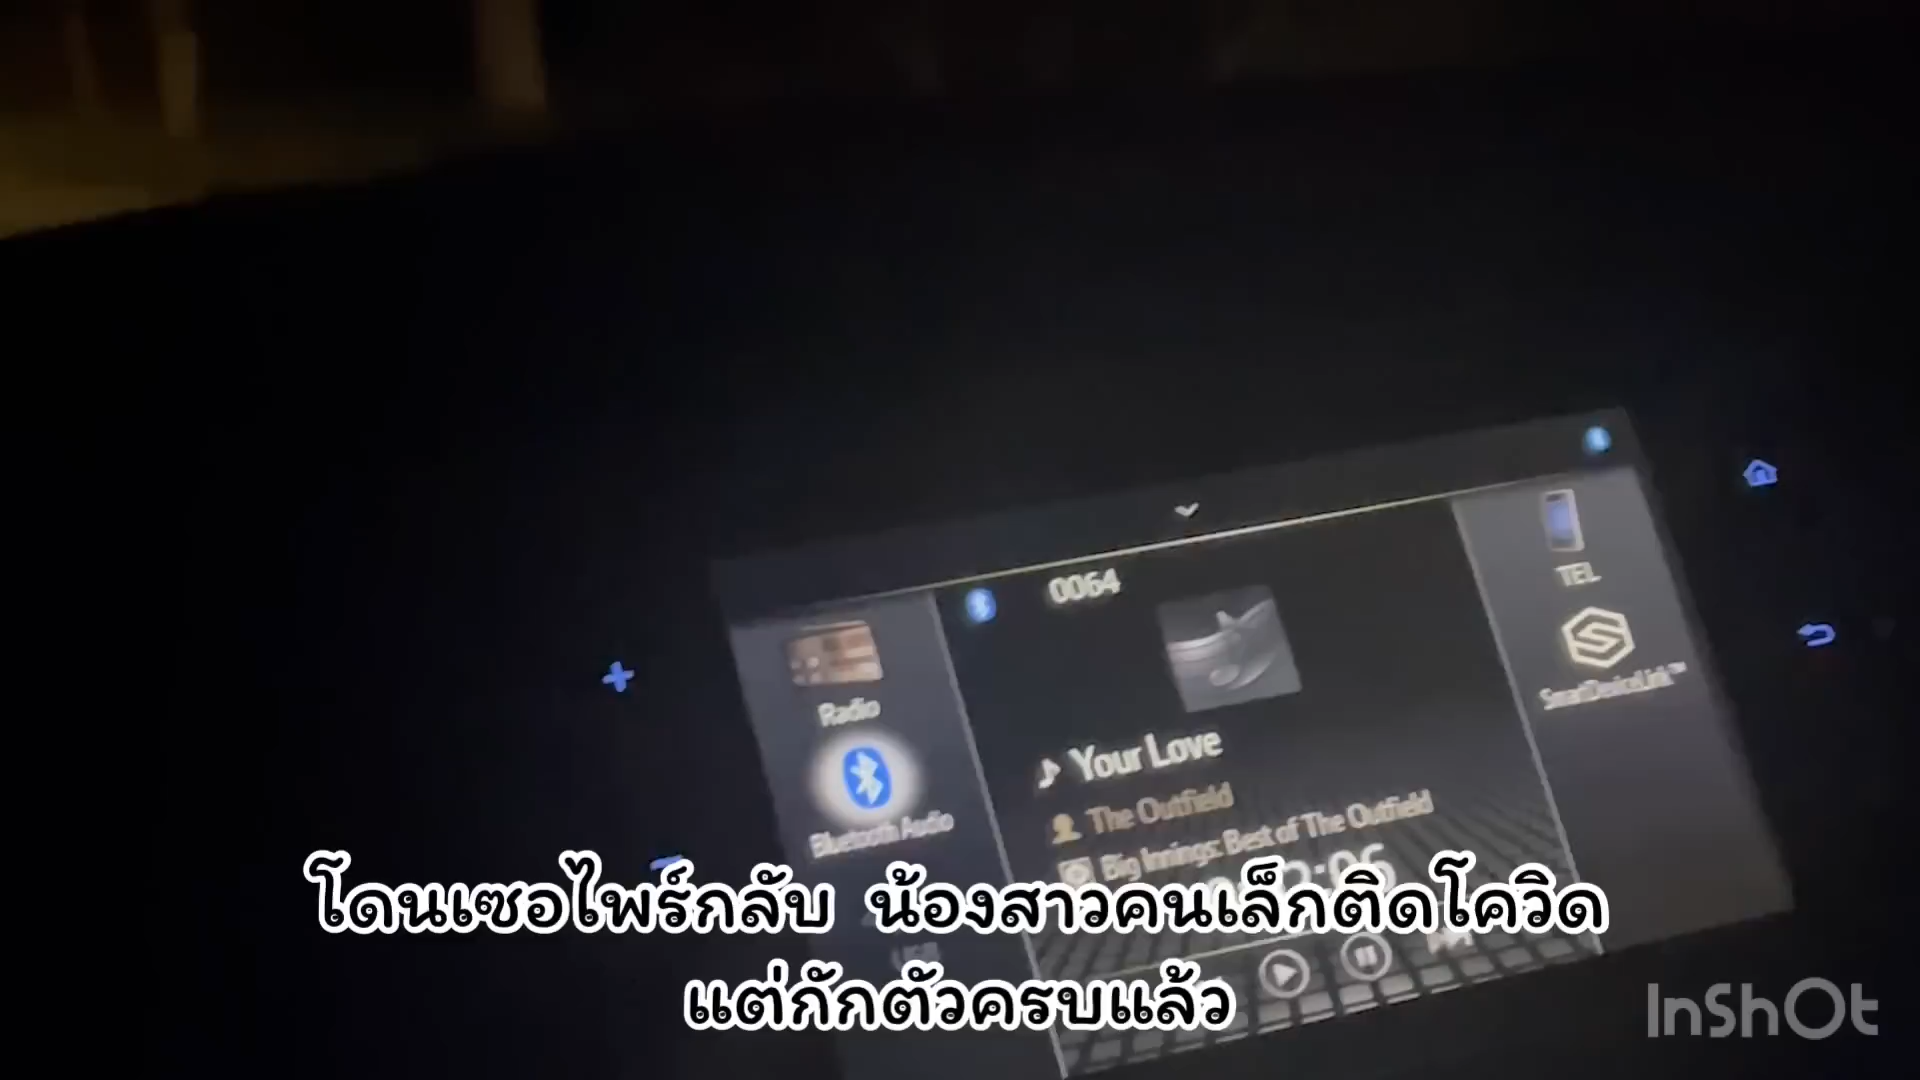 0064
TEL
SmartDeviceLink™
Radio
Your Love
The Outfield
Bluetooth Audio
Big Innings: Best of The Outfield
USB
โดนเซอไพร์กลับ น้องสาวคนเล็กติดโควิด
แต่กักตัวครบแล้ว
InShOt